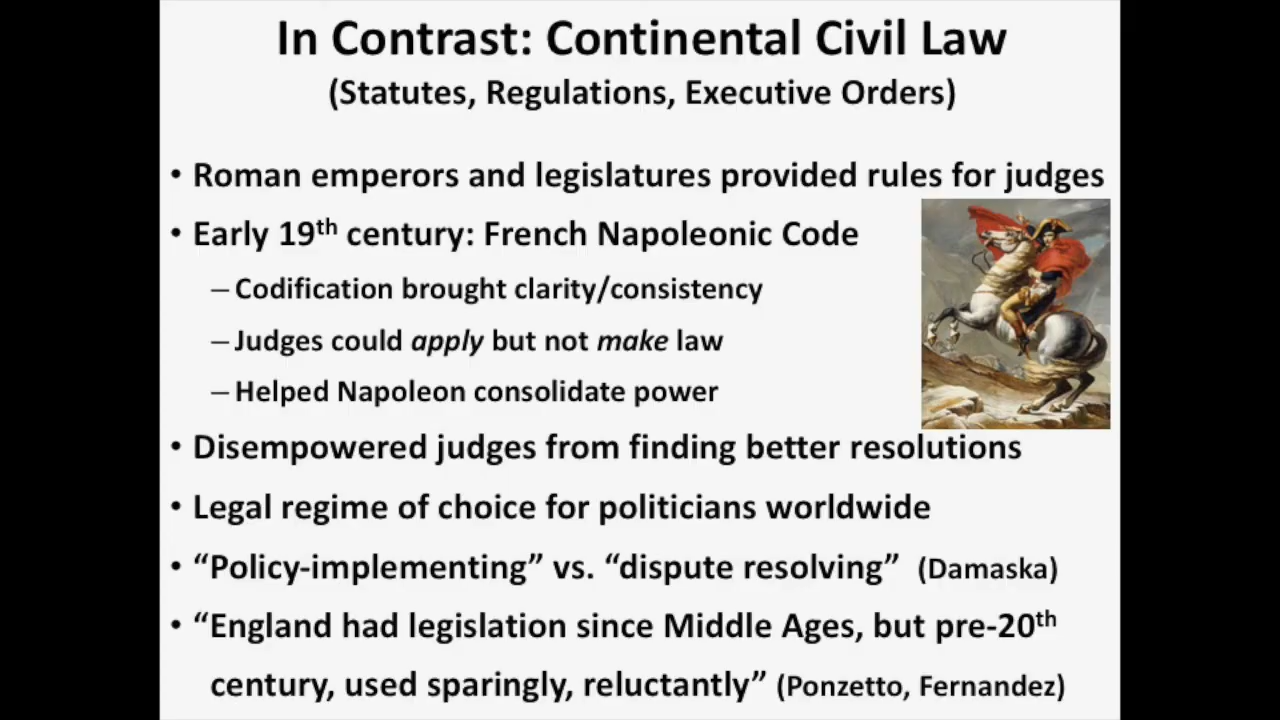 In Contrast: Continental Civil Law
(Statutes, Regulations, Executive Orders)
• Roman emperors and legislatures provided rules for judges
• Early 19th century: French Napoleonic Code
– Codification brought clarity/consistency
– Judges could apply but not make law
– Helped Napoleon consolidate power
• Disempowered judges from finding better resolutions
• Legal regime of choice for politicians worldwide
• “Policy-implementing” vs. “dispute resolving” (Damaska)
• “England had legislation since Middle Ages, but pre-20th
century, used sparingly, reluctantly” (Ponzetto, Fernandez)